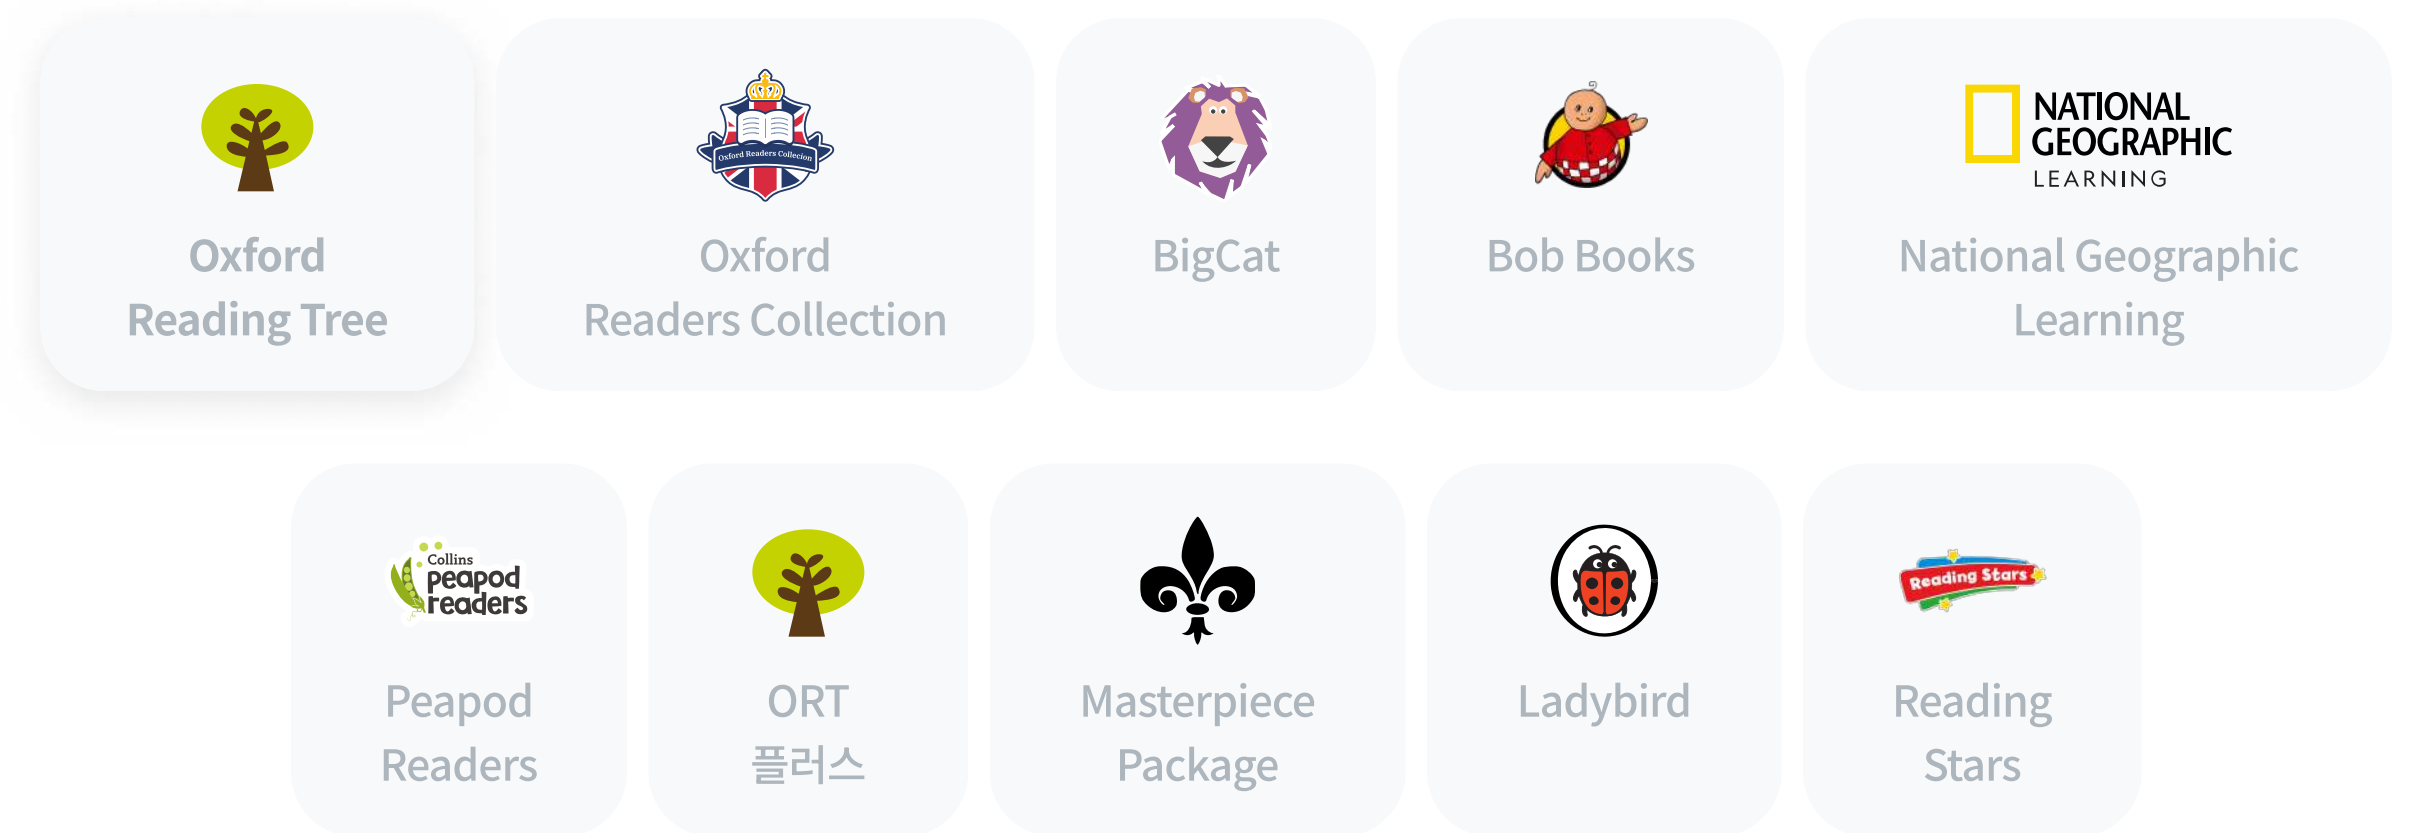 Oxford Readers Collecion
NATIONAL
GEOGRAPHIC
LEARNING
Oxford
Reading Tree
Oxford
Readers Collection
BigCat
Bob Books
National Geographic
Learning
Collins
peapod
readers
Reading Stars
Peapod
Readers
ORT
플러스
Masterpiece
Package
Ladybird
Reading
Stars